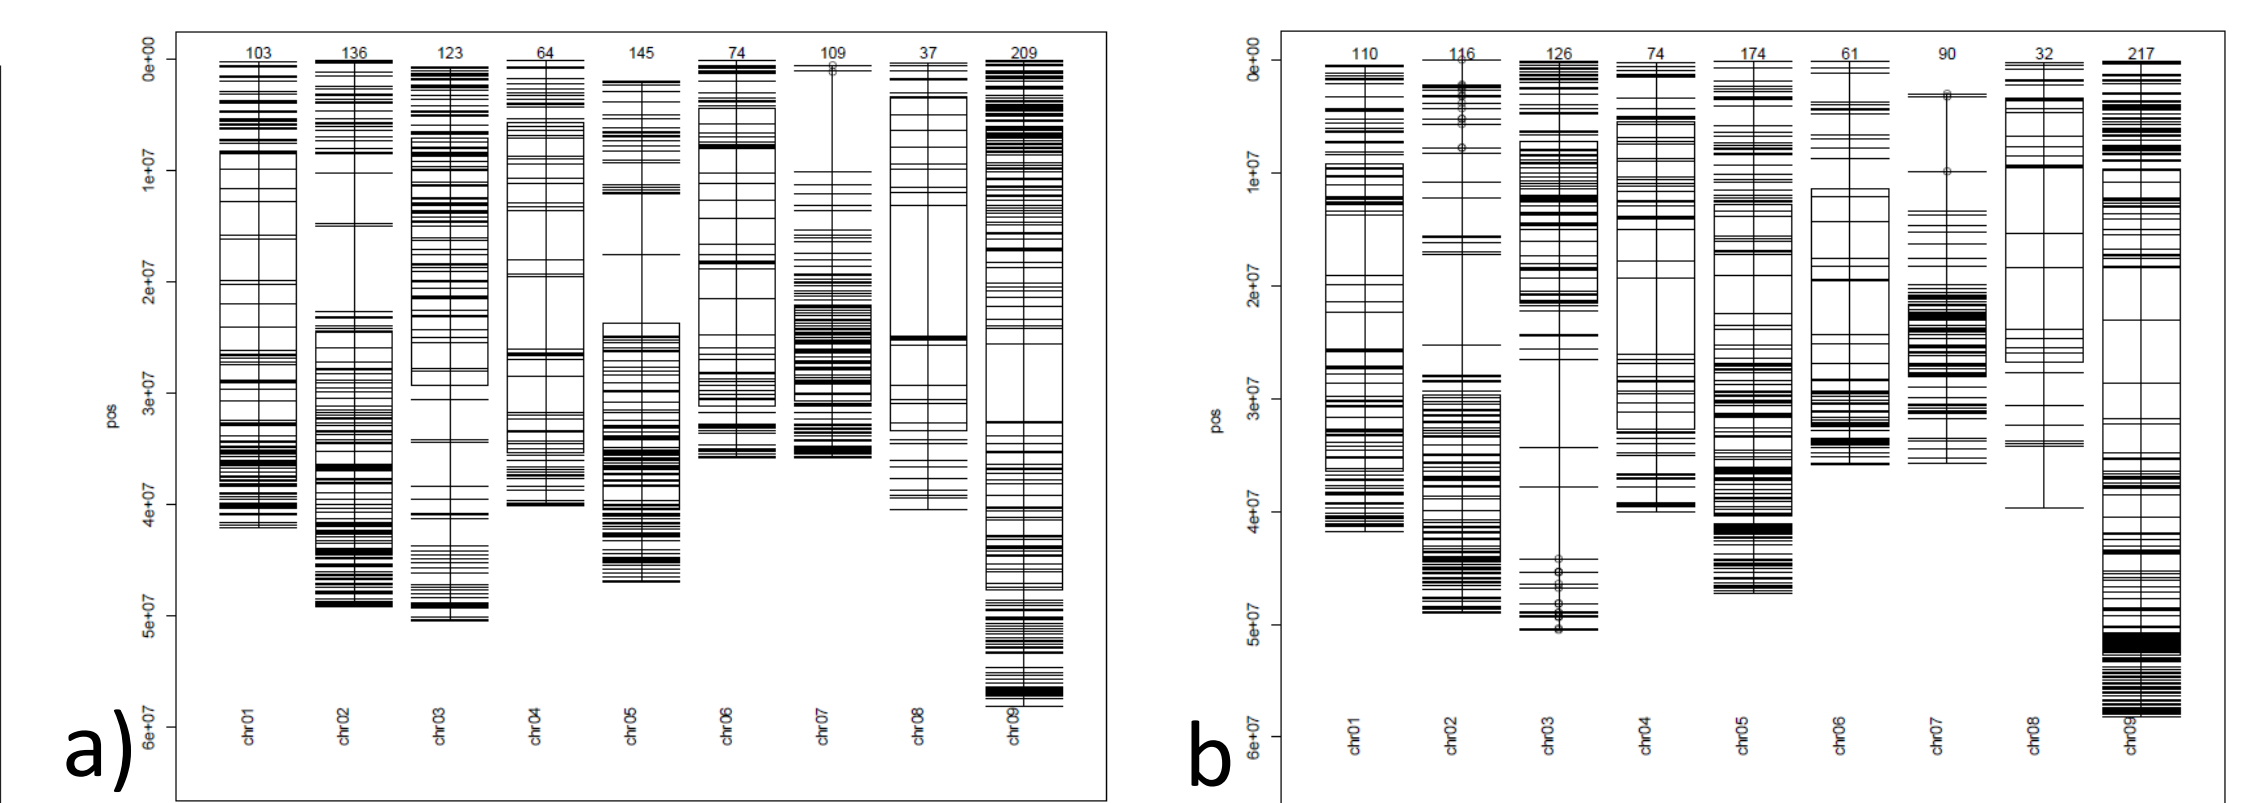 103 136 123 64 145 74 109 37 209
0e+00
1e+07
2e+07
3e+07
4e+07
5e+07
6e+07
pos
chr01 chr02 chr03 chr04 chr05 chr06 chr07 chr08 chr09
a)
110 116 126 74 174 61 90 32 217
0e+00
1e+07
2e+07
3e+07
4e+07
5e+07
6e+07
pos
chr01 chr02 chr03 chr04 chr05 chr06 chr07 chr08 chr09
b